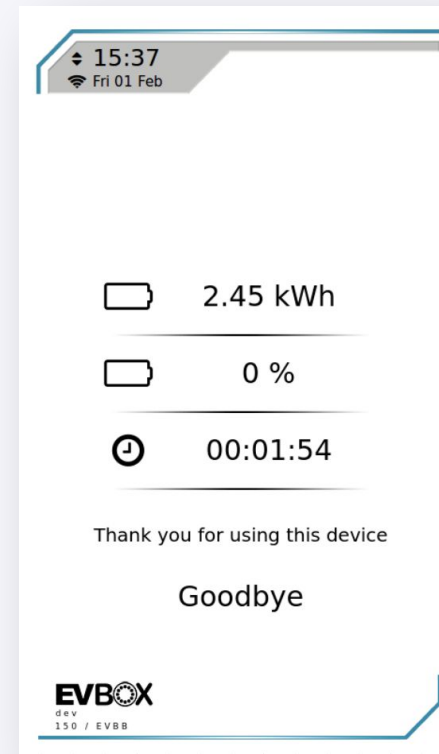 15:37
Fri 01 Feb
2.45 kWh
0 %
00:01:54
Thank you for using this device
Goodbye
EVBOX
dev
150 / EVBB